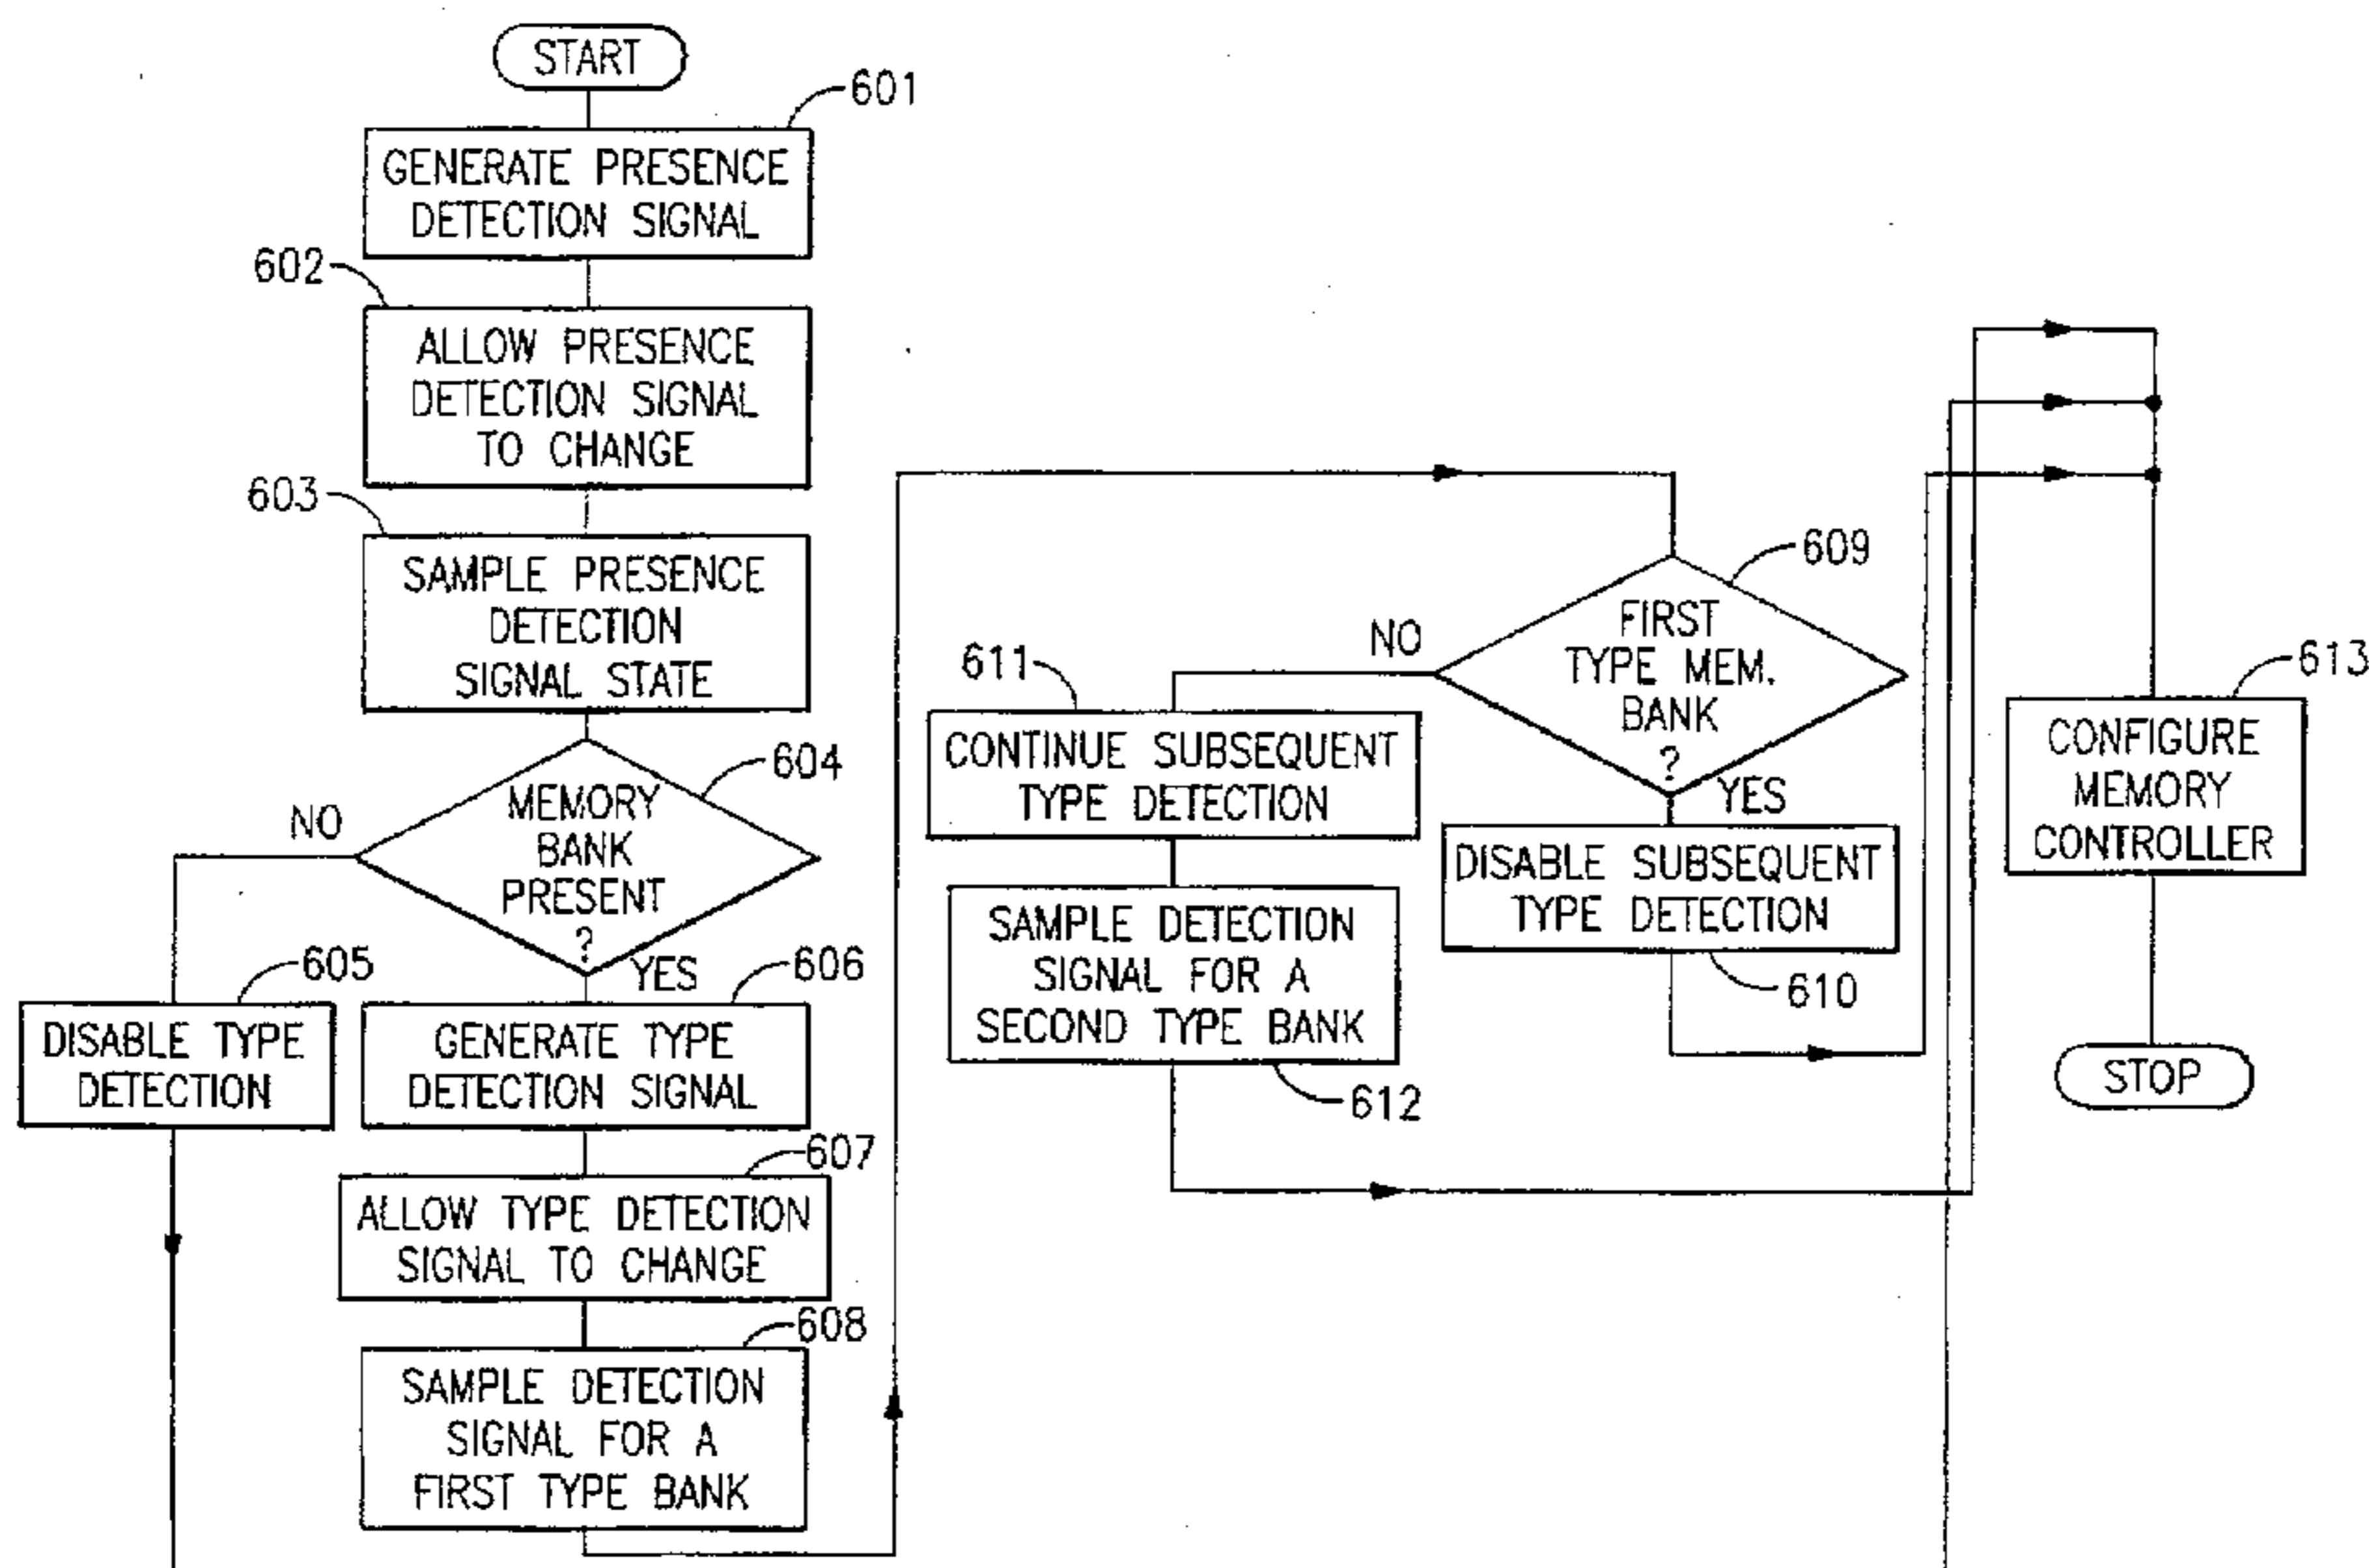 START
601
GENERATE PRESENCE
DETECTION SIGNAL
602
ALLOW PRESENCE
DETECTION SIGNAL
TO CHANGE
603
SAMPLE PRESENCE
DETECTION
SIGNAL STATE
604
MEMORY
BANK
PRESENT
?
NO
YES
605
DISABLE TYPE
DETECTION
606
GENERATE TYPE
DETECTION SIGNAL
607
ALLOW TYPE DETECTION
SIGNAL TO CHANGE
608
SAMPLE DETECTION
SIGNAL FOR A
FIRST TYPE BANK
609
FIRST
TYPE MEM.
BANK
?
NO
YES
611
CONTINUE SUBSEQUENT
TYPE DETECTION
DISABLE SUBSEQUENT
TYPE DETECTION
610
SAMPLE DETECTION
SIGNAL FOR A
SECOND TYPE BANK
612
613
CONFIGURE
MEMORY
CONTROLLER
STOP